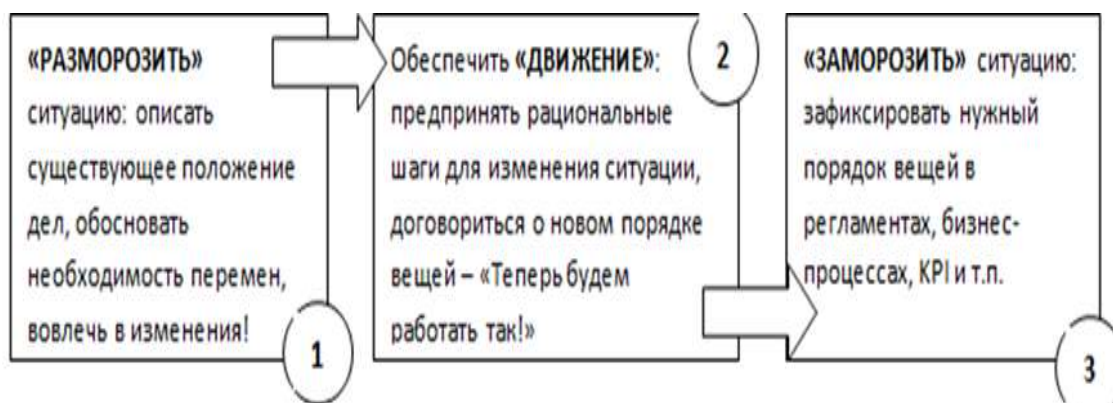 «РАЗМОРОЗИТЬ»
ситуацию: описать
существующее положение
дел, обосновать
необходимость перемен,
вовлечь в изменения!
1
Обеспечить «ДВИЖЕНИЕ»:
предпринять рациональные
шаги для изменения ситуации,
договориться о новом порядке
вещей – «Теперь будем
работать так!»
2
«ЗАМОРОЗИТЬ» ситуацию:
зафиксировать нужный
порядок вещей в
регламентах, бизнес-
процессах, KPI и т.п.
3